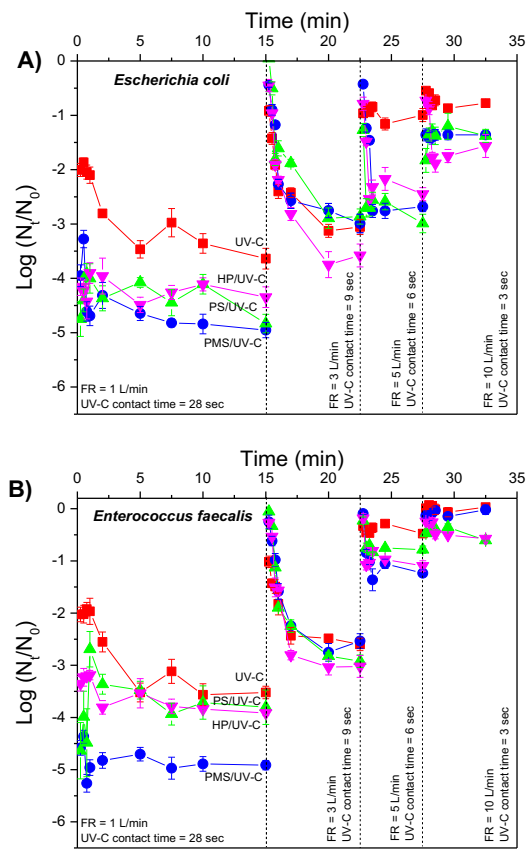 Time (min)
0 5 10 15 20 25 30 35
A)
Escherichia coli
0
-1
-2
-3
-4
-5
-6
Log (Nt/N0)
UV-C
HP/UV-C
PS/UV-C
PMS/UV-C
FR = 1 L/min
UV-C contact time = 28 sec
FR = 3 L/min
UV-C contact time = 9 sec
FR = 5 L/min
UV-C contact time = 6 sec
FR = 10 L/min
UV-C contact time = 3 sec
Time (min)
0 5 10 15 20 25 30 35
B)
Enterococcus faecalis
0
-1
-2
-3
-4
-5
-6
Log (Nt/N0)
UV-C
PS/UV-C
HP/UV-C
PMS/UV-C
FR = 1 L/min
UV-C contact time = 28 sec
FR = 3 L/min
UV-C contact time = 9 sec
FR = 5 L/min
UV-C contact time = 6 sec
FR = 10 L/min
UV-C contact time = 3 sec